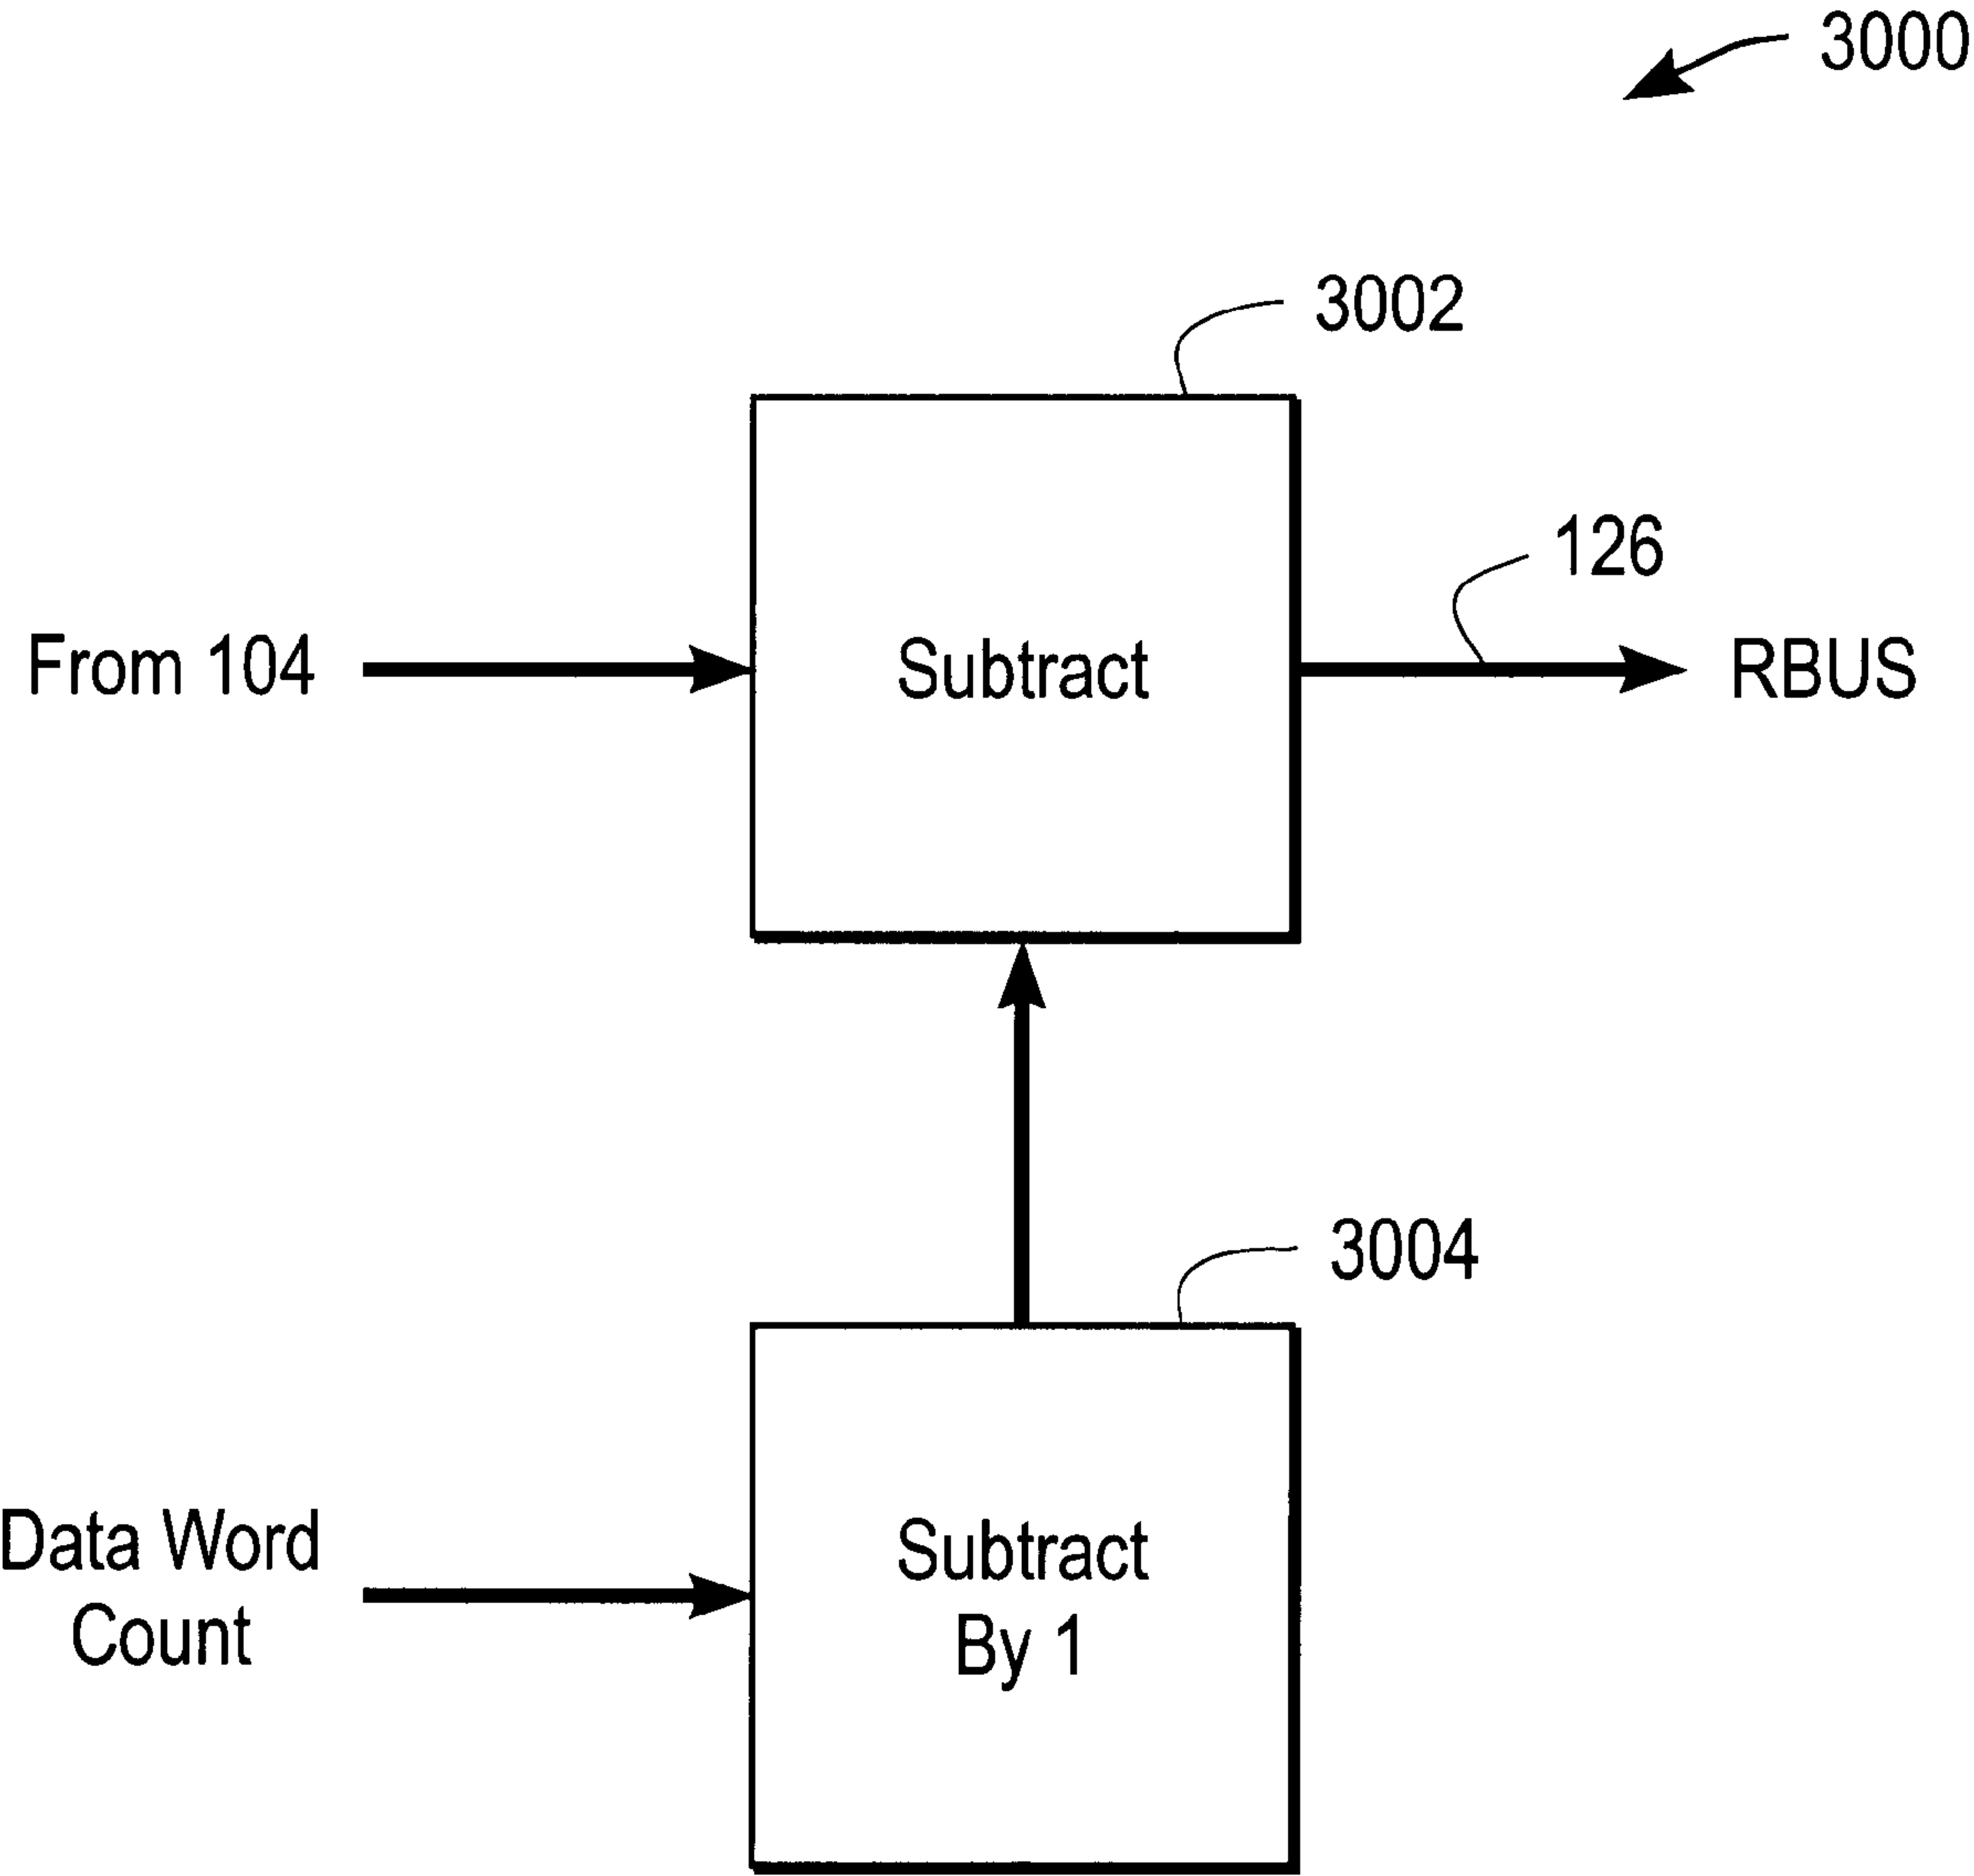 3000
3002
126
From 104
Subtract
RBUS
3004
Data Word
Count
Subtract
By 1